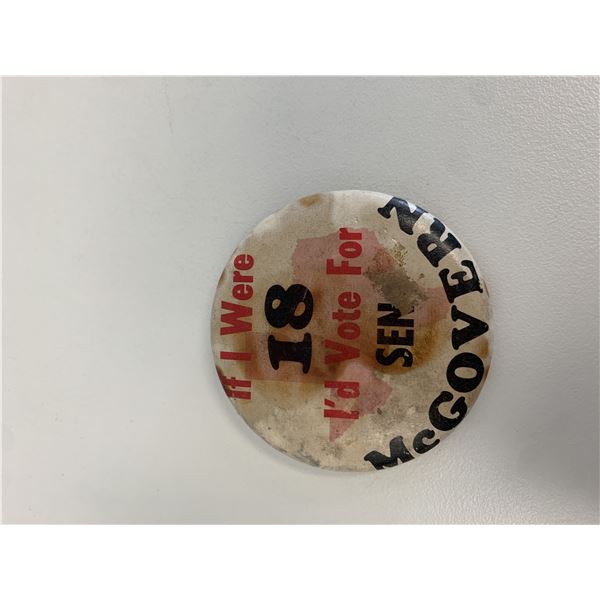 If I Were
18
I'd Vote For
SEN
McGOVERN